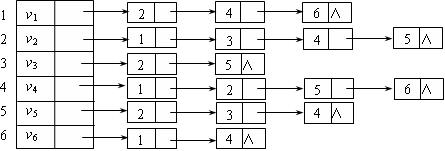 1 v₁ 2 4 6 ∧
2 v₂ 1 3 4 5 ∧
3 v₃ 2 5 ∧
4 v₄ 1 2 5 6 ∧
5 v₅ 2 3 4 ∧
6 v₆ 1 4 ∧